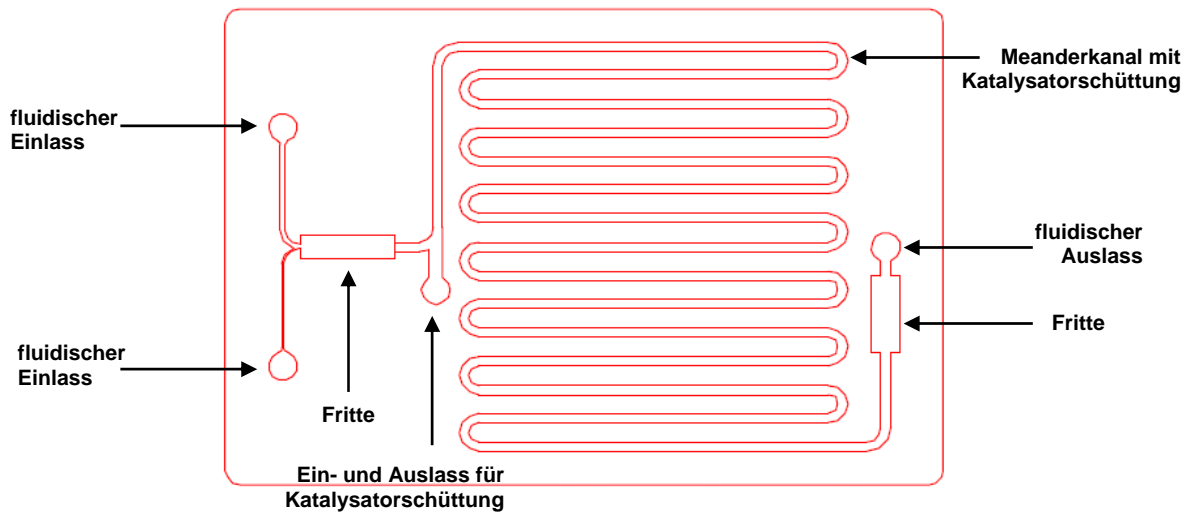 Meanderkanal mit
Katalysatorschüttung
fluidischer
Einlass
fluidischer
Auslass
Fritte
fluidischer
Einlass
Fritte
Ein- und Auslass für
Katalysatorschüttung